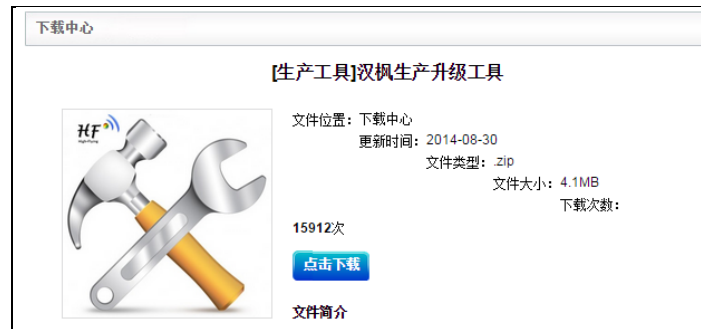 下载中心
[生产工具]汉枫生产升级工具
HF
High-Flying
文件位置：下载中心
更新时间：2014-08-30
文件类型：.zip
文件大小：4.1MB
下载次数：
15912次
点击下载
文件简介